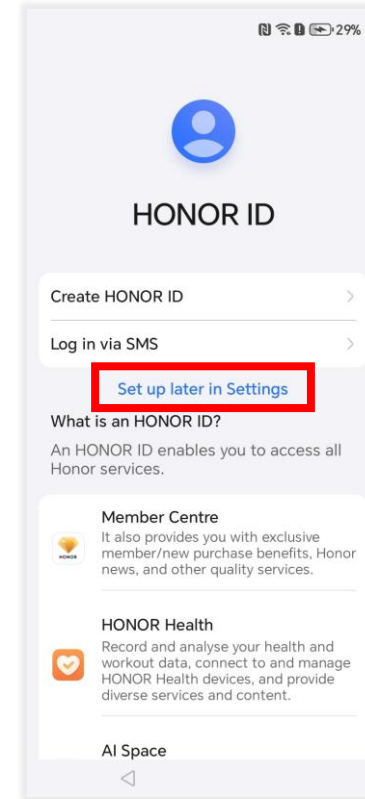 29%
HONOR ID
Create HONOR ID
Log in via SMS
Set up later in Settings
What is an HONOR ID?
An HONOR ID enables you to access all
Honor services.
Member Centre
It also provides you with exclusive
member/new purchase benefits, Honor
news, and other quality services.
HONOR
HONOR Health
Record and analyse your health and
workout data, connect to and manage
HONOR Health devices, and provide
diverse services and content.
AI Space